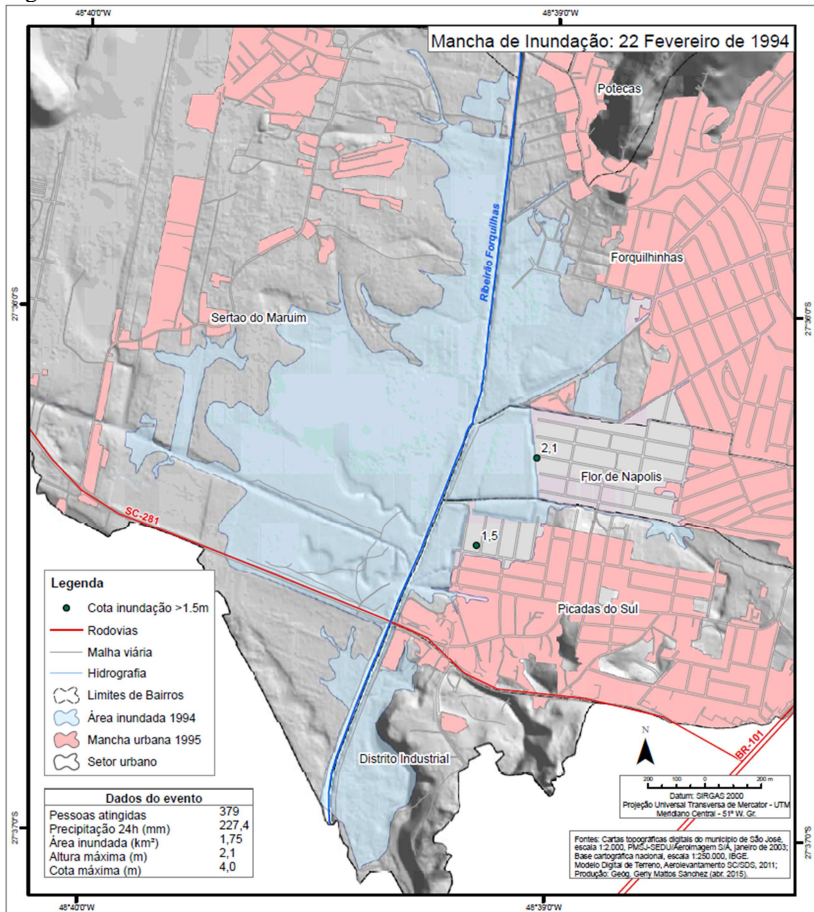 48°40'0"W
48°39'0"W
Mancha de Inundação: 22 Fevereiro de 1994
Potecas
Ribeirão Forquilhas
Forquilhinhas
27°36'0"S
27°36'0"S
Sertao do Maruim
2,1
Flor de Napolis
SC-281
1,5
Picadas do Sul
Legenda
Cota inundação >1.5m
Rodovias
Malha viária
Hidrografia
Limites de Bairros
Área inundada 1994
Mancha urbana 1995
Setor urbano
Distrito Industrial
BR-101
N
200 100 0 200 m
Datum: SIRGAS 2000
Projeção Universal Transversa de Mercator - UTM
Meridiano Central - 51º W. Gr.
Dados do evento
Pessoas atingidas 379
Precipitação 24h (mm) 227,4
Área inundada (km²) 1,75
Altura máxima (m) 2,1
Cota máxima (m) 4,0
Fontes: Cartas topográficas digitais do município de São José,
escala 1:2.000, PMSJ-SEDU/Aeroimagem S/A, janeiro de 2003;
Base cartográfica nacional, escala 1:250.000, IBGE.
Modelo Digital de Terreno, Aerolevantamento SC/SDS, 2011;
Produção: Geóg. Gerly Mattos Sánchez (abr. 2015).
27°37'0"S
27°37'0"S
48°40'0"W
48°39'0"W